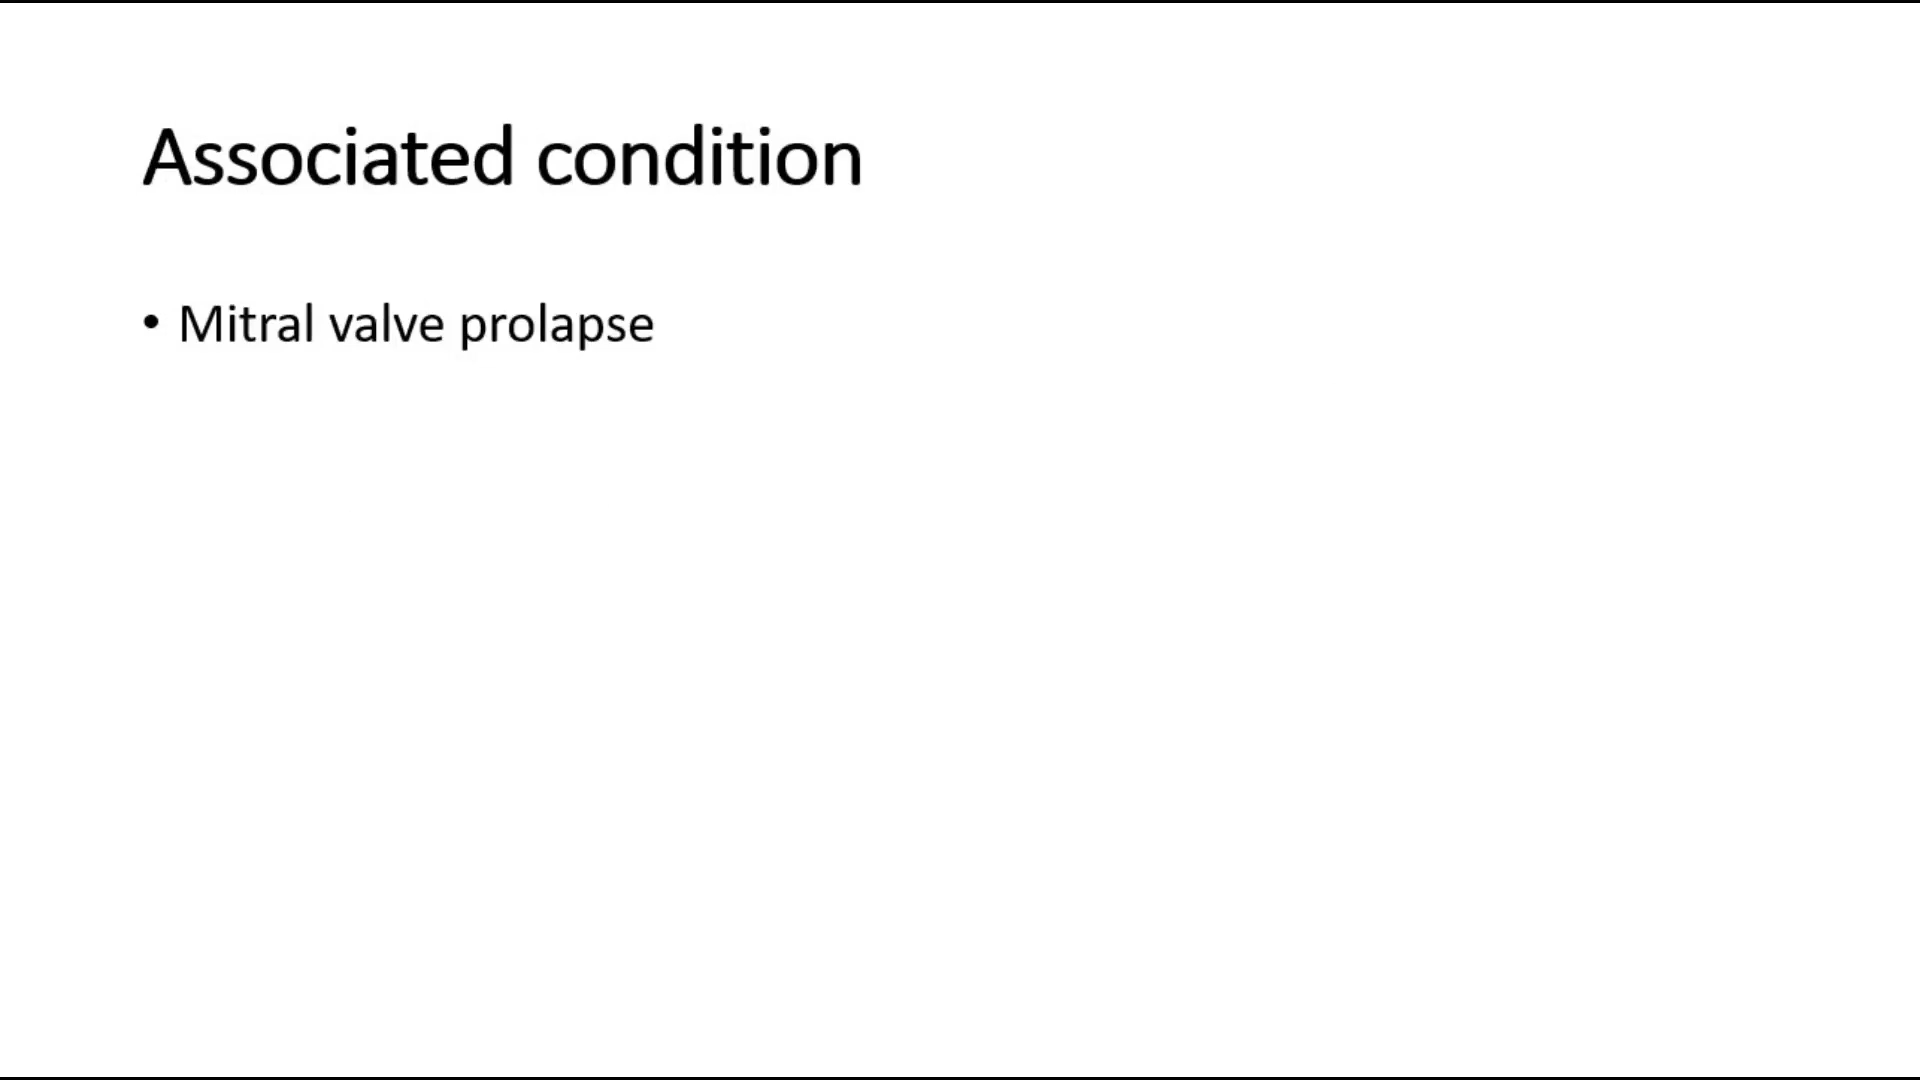 Associated condition
• Mitral valve prolapse